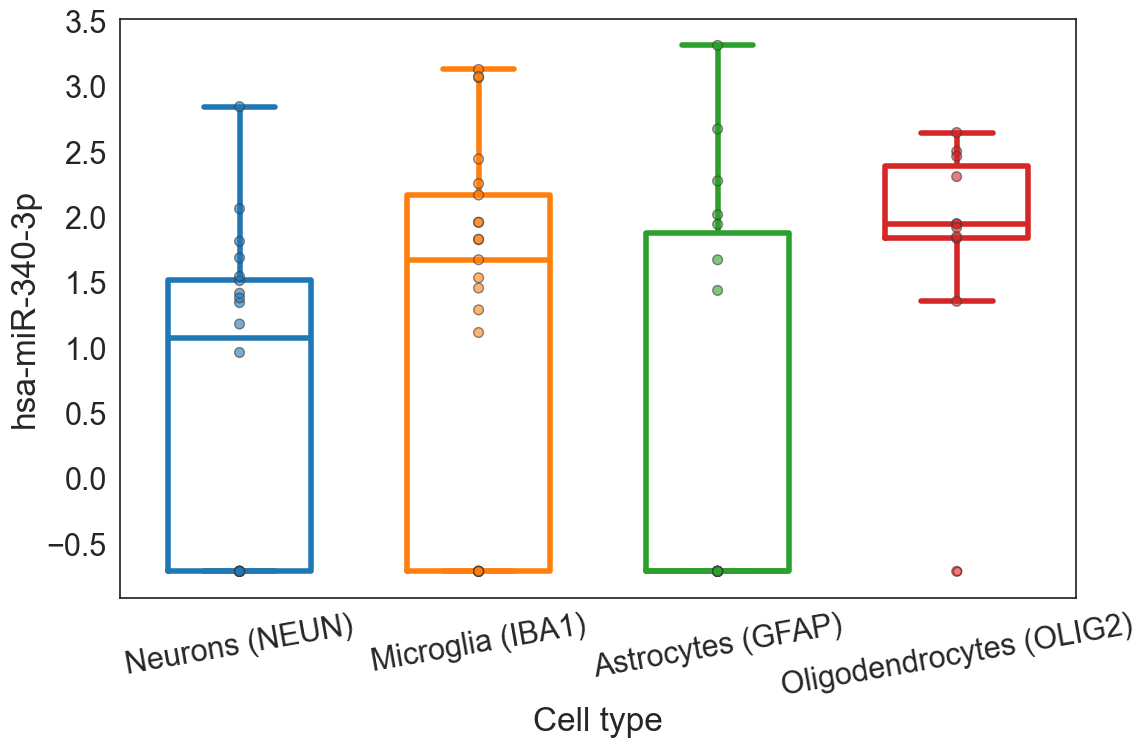 hsa-miR-340-3p
3.5
3.0
2.5
2.0
1.5
1.0
0.5
0.0
−0.5
Neurons (NEUN)
Microglia (IBA1)
Astrocytes (GFAP)
Oligodendrocytes (OLIG2)
Cell type